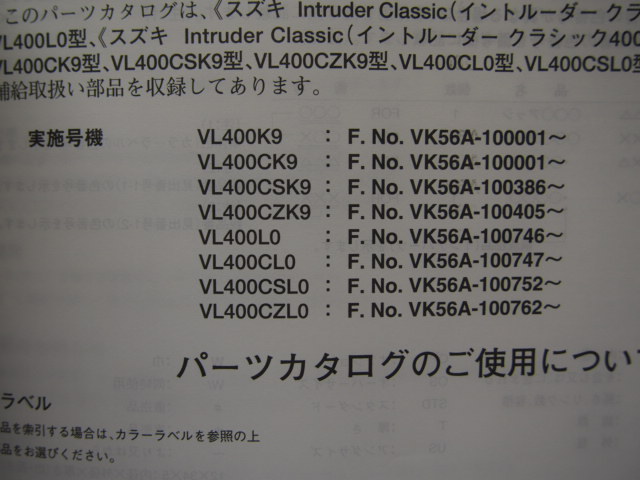 このパーツカタログは、《スズキ Intruder Classic（イントルーダー クラ
VL400L0型、《スズキ Intruder Classic（イントルーダー クラシック400
VL400CK9型、VL400CSK9型、VL400CZK9型、VL400CL0型、VL400CSL0型
補給取扱い部品を収録してあります。
実施号機 VL400K9 : F. No. VK56A-100001～
VL400CK9 : F. No. VK56A-100001～
VL400CSK9 : F. No. VK56A-100386～
VL400CZK9 : F. No. VK56A-100405～
VL400L0 : F. No. VK56A-100746～
VL400CL0 : F. No. VK56A-100747～
VL400CSL0 : F. No. VK56A-100752～
VL400CZL0 : F. No. VK56A-100762～
パーツカタログのご使用につい
ラベル
品を索引する場合は、カラーラベルを参照の上
品をお選びください。